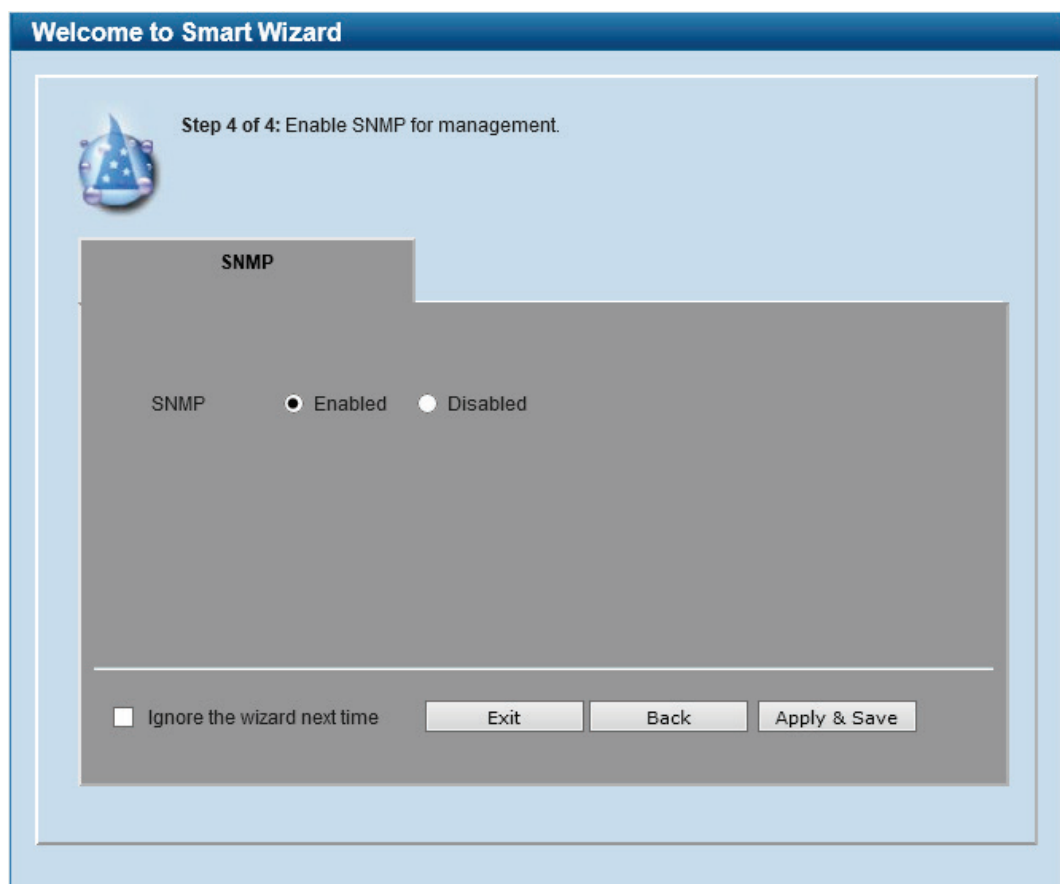 Welcome to Smart Wizard
Step 4 of 4: Enable SNMP for management.
SNMP
SNMP Enabled Disabled
Ignore the wizard next time Exit Back Apply & Save